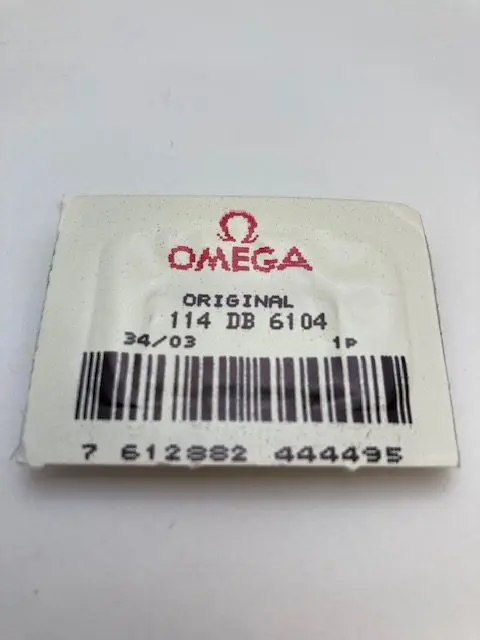 Ω
OMEGA
ORIGINAL
114 DB 6104
34/03 1P
7 612882 444495